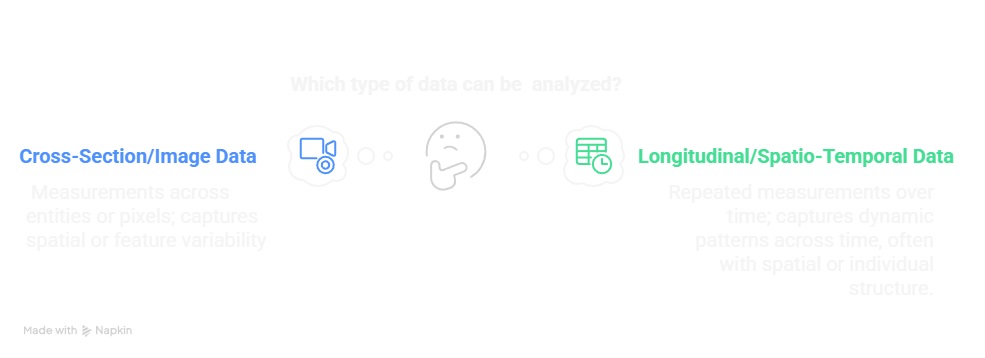 Which type of data can be analyzed?
Cross-Section/Image Data
Measurements across
entities or pixels; captures
spatial or feature variability
Longitudinal/Spatio-Temporal Data
Repeated measurements over
time; captures dynamic
patterns across time, often
with spatial or individual
structure.
Made with Napkin